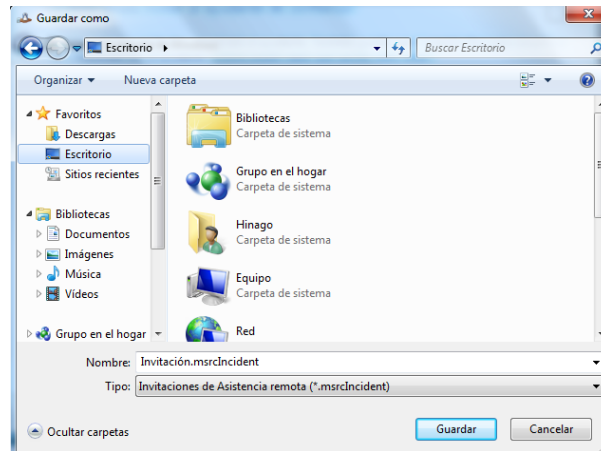 Guardar como
Escritorio
Buscar Escritorio
Organizar
Nueva carpeta
Favoritos
Descargas
Escritorio
Sitios recientes
Bibliotecas
Documentos
Imágenes
Música
Vídeos
Grupo en el hogar
Bibliotecas
Carpeta de sistema
Grupo en el hogar
Carpeta de sistema
Hinago
Carpeta de sistema
Equipo
Carpeta de sistema
Red
Nombre: Invitación.msrcIncident
Tipo: Invitaciones de Asistencia remota (*.msrcIncident)
Ocultar carpetas
Guardar
Cancelar